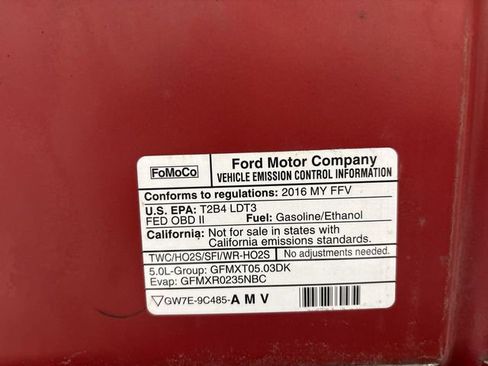 FoMoCo
Ford Motor Company
VEHICLE EMISSION CONTROL INFORMATION
Conforms to regulations: 2016 MY FFV
U.S. EPA: T2B4 LDT3
FED OBD II Fuel: Gasoline/Ethanol
California: Not for sale in states with
California emissions standards.
TWC/HO2S/SFI/WR-HO2S No adjustments needed.
5.0L-Group: GFMXT05.03DK
Evap: GFMXR0235NBC
GW7E-9C485-A M V